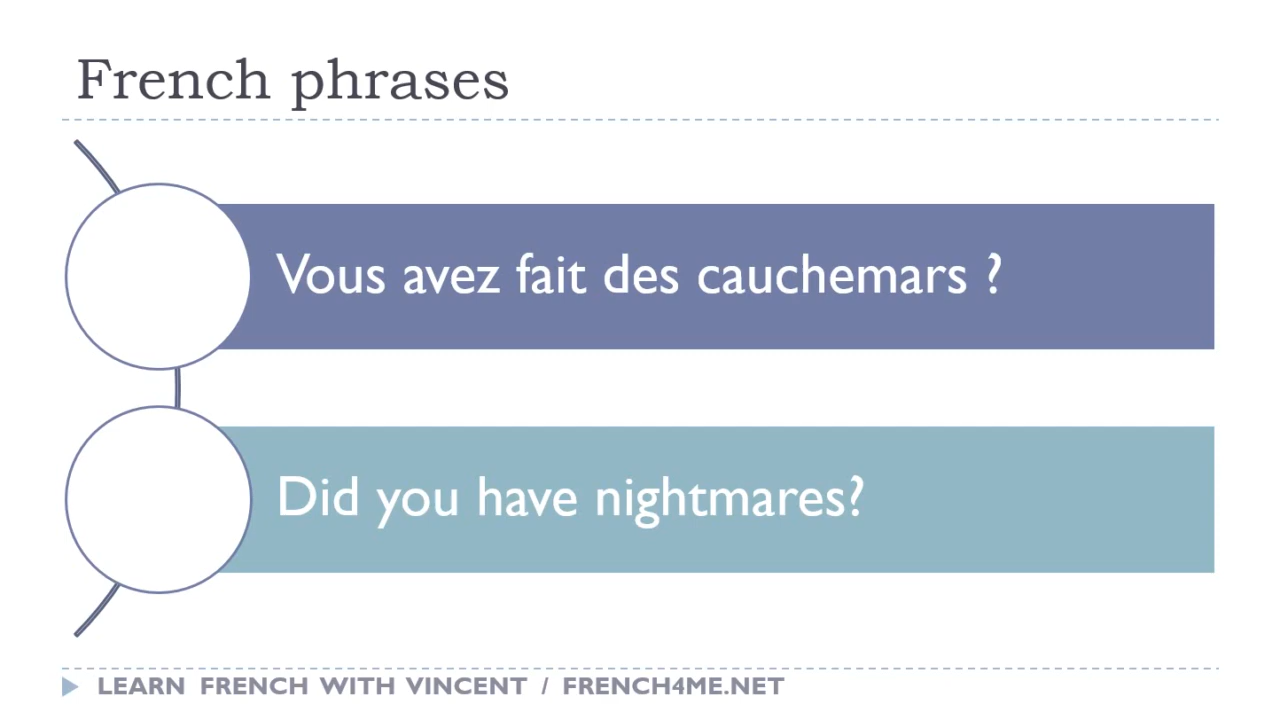 French phrases
Vous avez fait des cauchemars ?
Did you have nightmares?
LEARN FRENCH WITH VINCENT / FRENCH4ME.NET